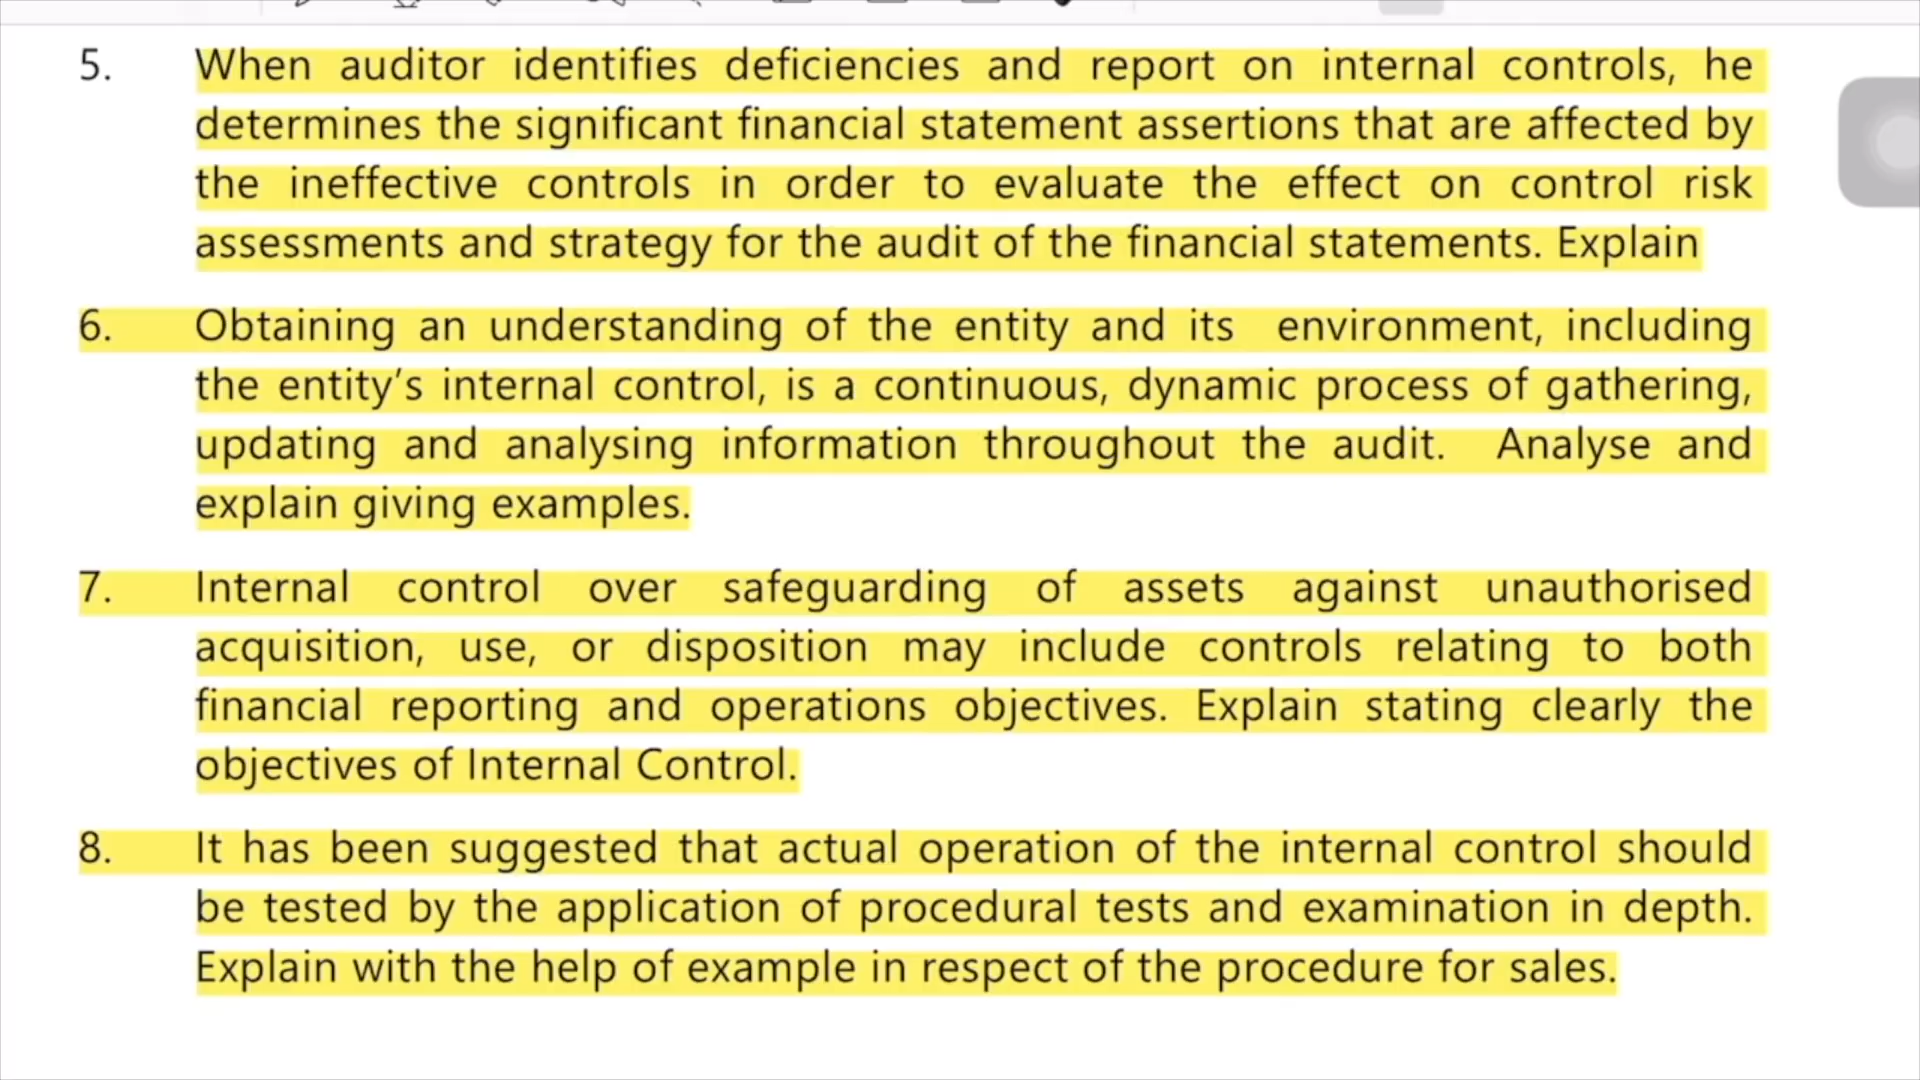 5. When auditor identifies deficiencies and report on internal controls, he
determines the significant financial statement assertions that are affected by
the ineffective controls in order to evaluate the effect on control risk
assessments and strategy for the audit of the financial statements. Explain
6. Obtaining an understanding of the entity and its environment, including
the entity’s internal control, is a continuous, dynamic process of gathering,
updating and analysing information throughout the audit. Analyse and
explain giving examples.
7. Internal control over safeguarding of assets against unauthorised
acquisition, use, or disposition may include controls relating to both
financial reporting and operations objectives. Explain stating clearly the
objectives of Internal Control.
8. It has been suggested that actual operation of the internal control should
be tested by the application of procedural tests and examination in depth.
Explain with the help of example in respect of the procedure for sales.